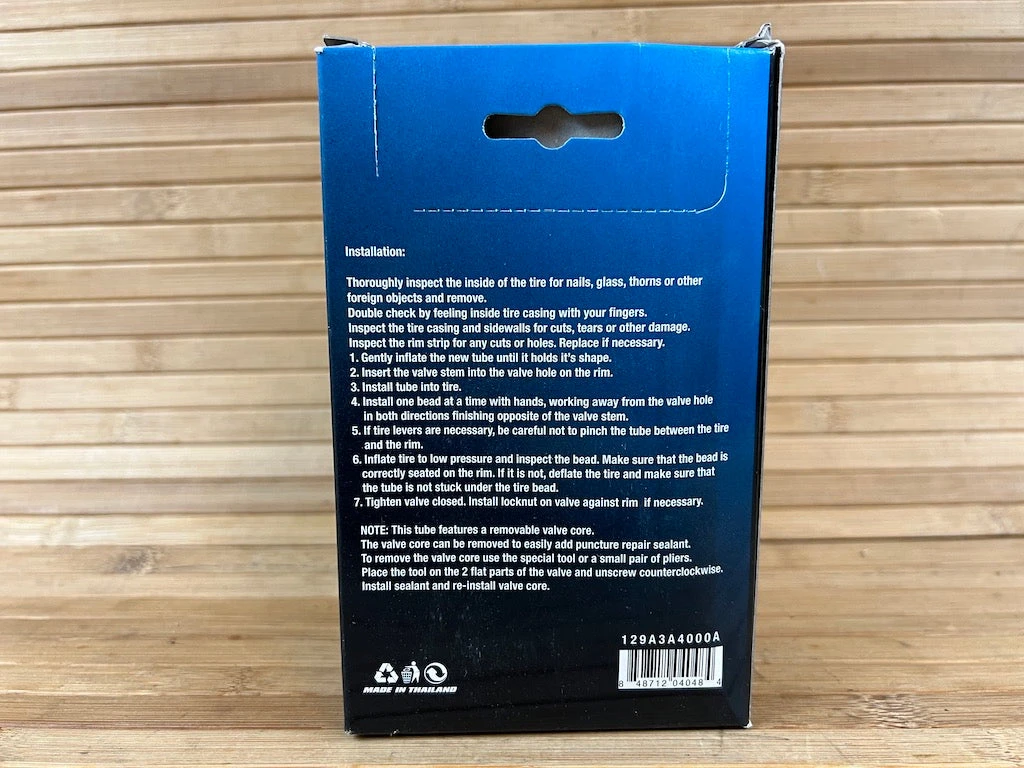 Installation:
Thoroughly inspect the inside of the tire for nails, glass, thorns or other
foreign objects and remove.
Double check by feeling inside tire casing with your fingers.
Inspect the tire casing and sidewalls for cuts, tears or other damage.
Inspect the rim strip for any cuts or holes. Replace if necessary.
1. Gently inflate the new tube until it holds it's shape.
2. Insert the valve stem into the valve hole on the rim.
3. Install tube into tire.
4. Install one bead at a time with hands, working away from the valve hole
in both directions finishing opposite of the valve stem.
5. If tire levers are necessary, be careful not to pinch the tube between the tire
and the rim.
6. Inflate tire to low pressure and inspect the bead. Make sure that the bead is
correctly seated on the rim. If it is not, deflate the tire and make sure that
the tube is not stuck under the tire bead.
7. Tighten valve closed. Install locknut on valve against rim if necessary.
NOTE: This tube features a removable valve core.
The valve core can be removed to easily add puncture repair sealant.
To remove the valve core use the special tool or a small pair of pliers.
Place the tool on the 2 flat parts of the valve and unscrew counterclockwise.
Install sealant and re-install valve core.
129A3A4000A
8 48712 04048 4
MADE IN THAILAND